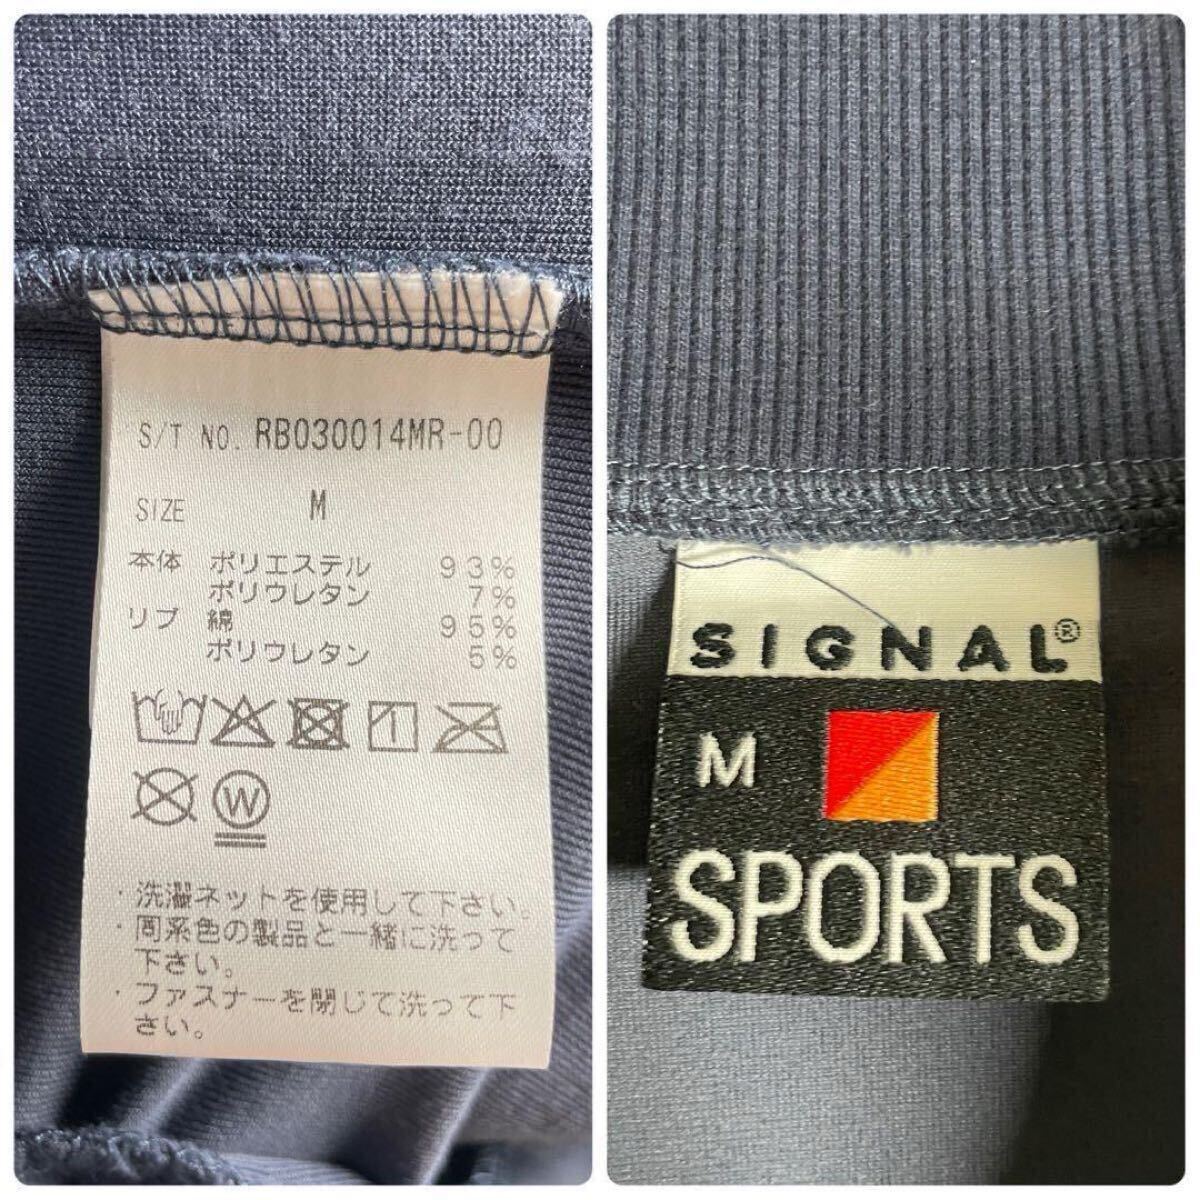 S/T NO. RB030014MR-00
SIZE M
本体 ポリエステル 93%
ポリウレタン 7%
リブ 綿 95%
ポリウレタン 5%
W
・洗濯ネットを使用して下さい。
・同系色の製品と一緒に洗って
下さい。
・ファスナーを閉じて洗って下
さい。
SIGNAL®
M
SPORTS